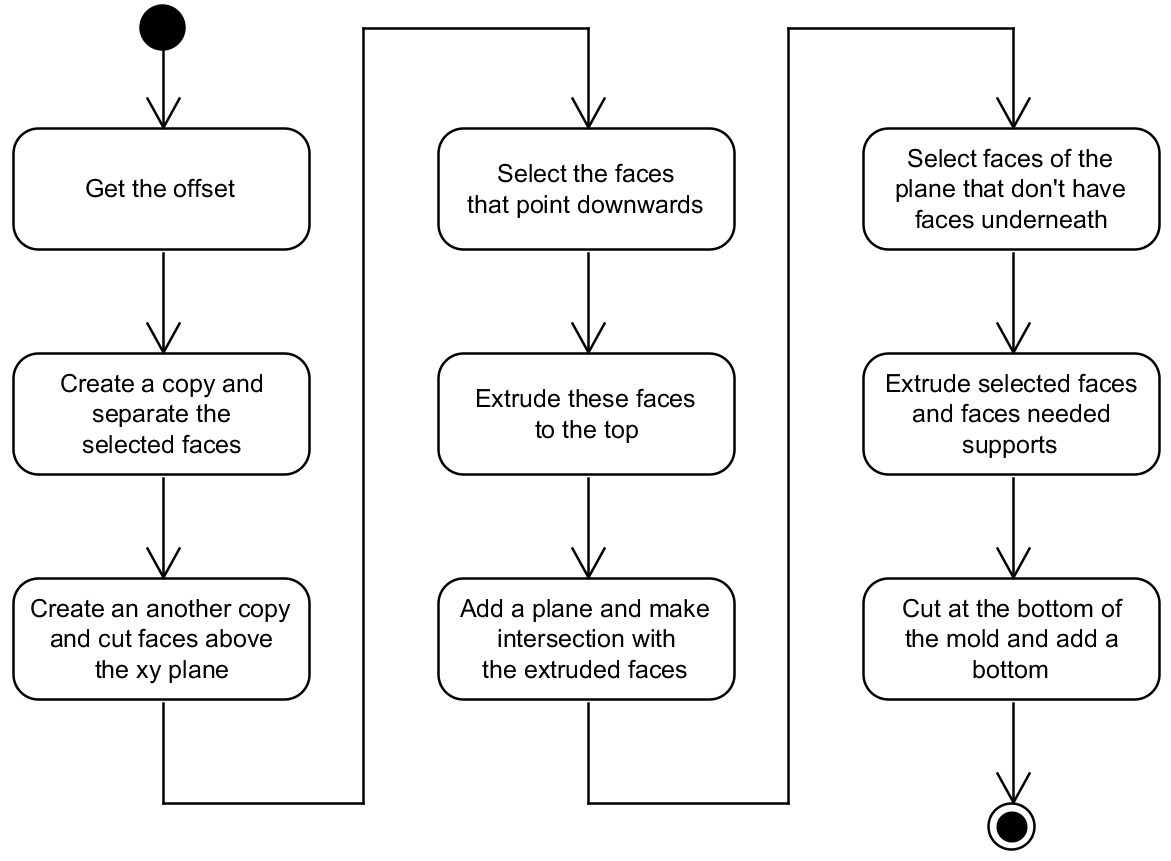 Get the offset
Create a copy and
separate the
selected faces
Create an another copy
and cut faces above
the xy plane
Select the faces
that point downwards
Extrude these faces
to the top
Add a plane and make
intersection with
the extruded faces
Select faces of the
plane that don't have
faces underneath
Extrude selected faces
and faces needed
supports
Cut at the bottom of
the mold and add a
bottom